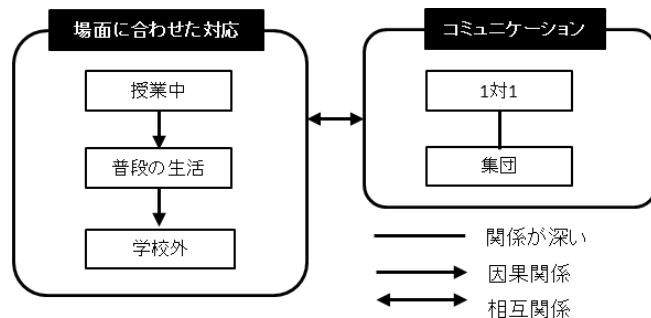 場面に合わせた対応
授業中
普段の生活
学校外
コミュニケーション
1対1
集団
関係が深い
因果関係
相互関係